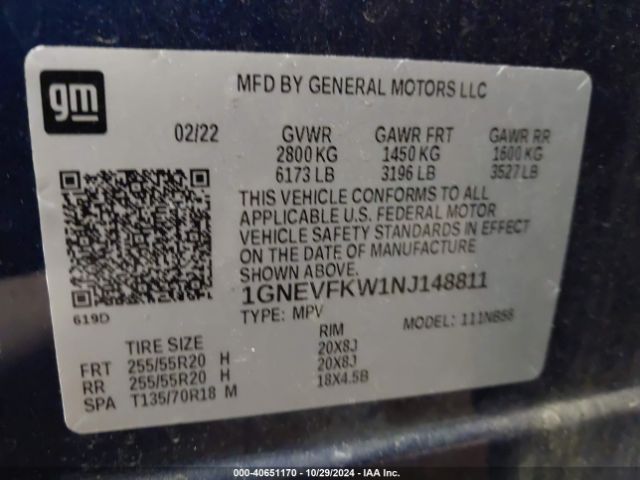 gm
MFD BY GENERAL MOTORS LLC
02/22 GVWR GAWR FRT GAWR RR
2800 KG 1450 KG 1600 KG
6173 LB 3196 LB 3527 LB
THIS VEHICLE CONFORMS TO ALL
APPLICABLE U.S. FEDERAL MOTOR
VEHICLE SAFETY STANDARDS IN EFFECT
ON THE DATE OF MANUFACTURE
SHOWN ABOVE.
619D
1GNEVFKW1NJ148811
TYPE: MPV MODEL: 111NB56
TIRE SIZE RIM
FRT 255/55R20 H 20X8J
RR 255/55R20 H 20X8J
SPA T135/70R18 M 18X4.5B
000-40651170 - 10/29/2024 - IAA Inc.